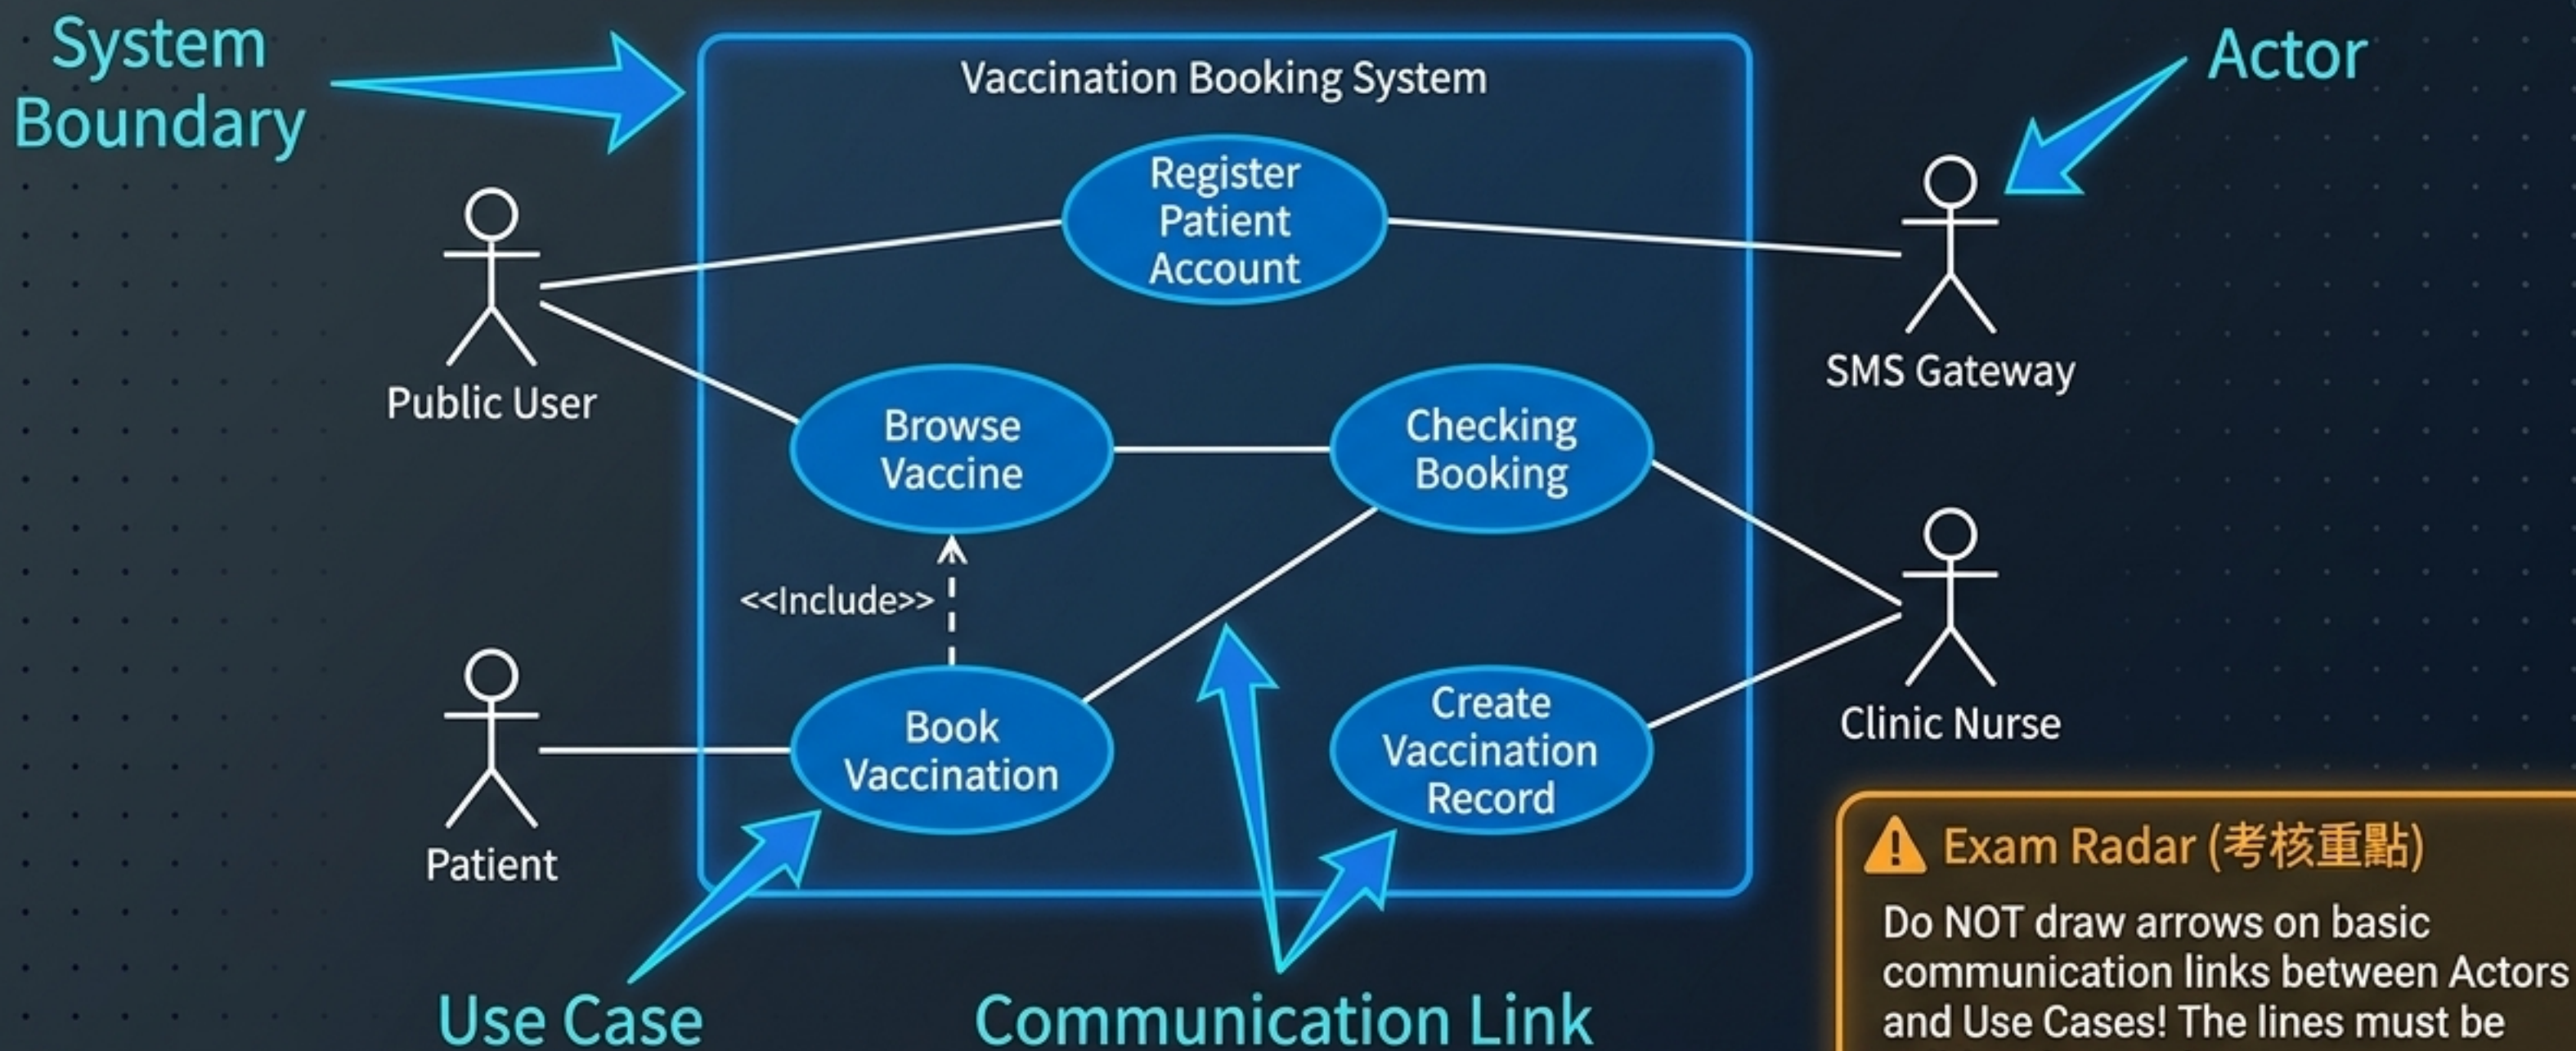 System
Boundary
Vaccination Booking System
Actor
Register
Patient
Account
Public User
SMS Gateway
Browse
Vaccine
Checking
Booking
<<Include>>
Patient
Book
Vaccination
Create
Vaccination
Record
Clinic Nurse
Use Case
Communication Link
Exam Radar (考核重點)
Do NOT draw arrows on basic
communication links between Actors
and Use Cases! The lines must be